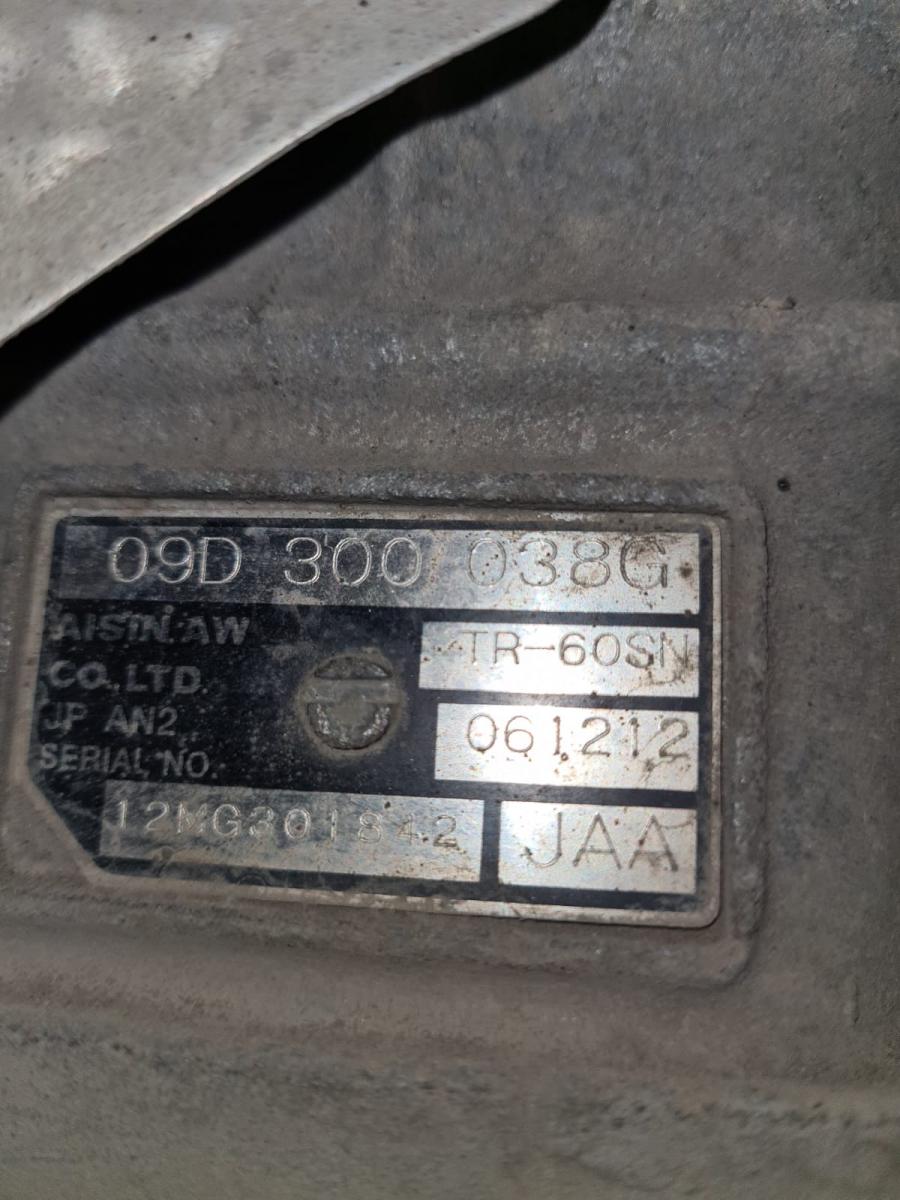 09D 300 038G
AISIN AW
CO.,LTD.
JP AN2
SERIAL NO.
TR-60SN
061212
12MG301842
JAA